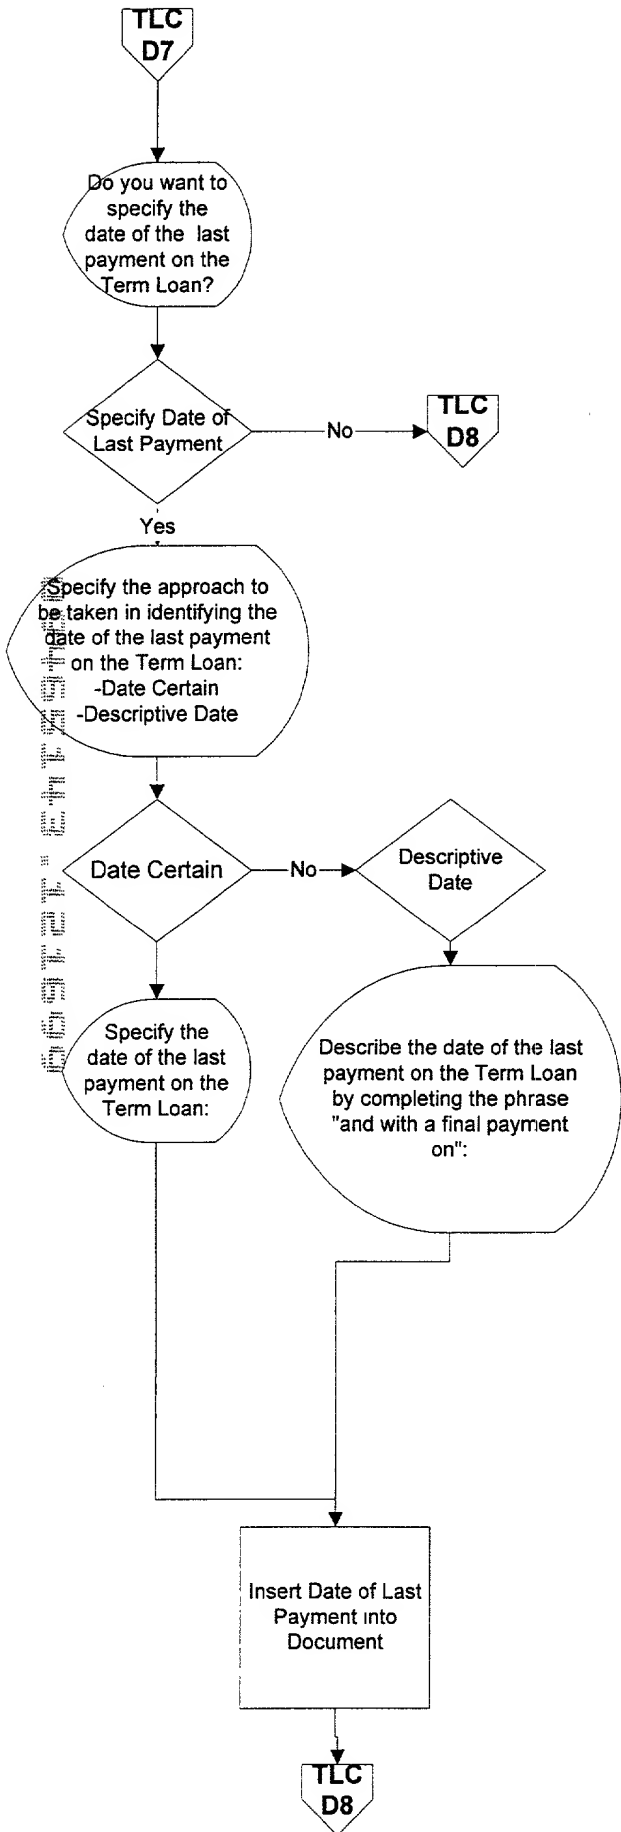 TLC
D7
Do you want to
specify the
date of the last
payment on the
Term Loan?
Specify Date of
Last Payment
No
TLC
D8
Yes
Specify the approach to
be taken in identifying the
date of the last payment
on the Term Loan:
-Date Certain
-Descriptive Date
Date Certain
No
Descriptive
Date
Specify the
date of the last
payment on the
Term Loan:
Describe the date of the last
payment on the Term Loan
by completing the phrase
"and with a final payment
on":
Insert Date of Last
Payment into
Document
TLC
D8